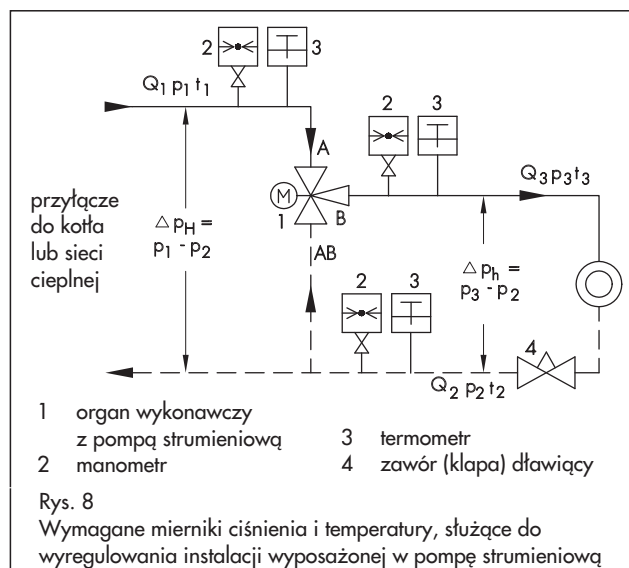 2 3
Q₁ p₁ t₁
A
2 3
Q₃ p₃ t₃
M
1 B
przyłącze
do kotła
lub sieci
cieplnej
△ pH =
p₁ - p₂
AB
△ ph =
p₃ - p₂
2 3
4
Q₂ p₂ t₂
1 organ wykonawczy
z pompą strumieniową
2 manometr
3 termometr
4 zawór (klapa) dławiący
Rys. 8
Wymagane mierniki ciśnienia i temperatury, służące do
wyregulowania instalacji wyposażonej w pompę strumieniową